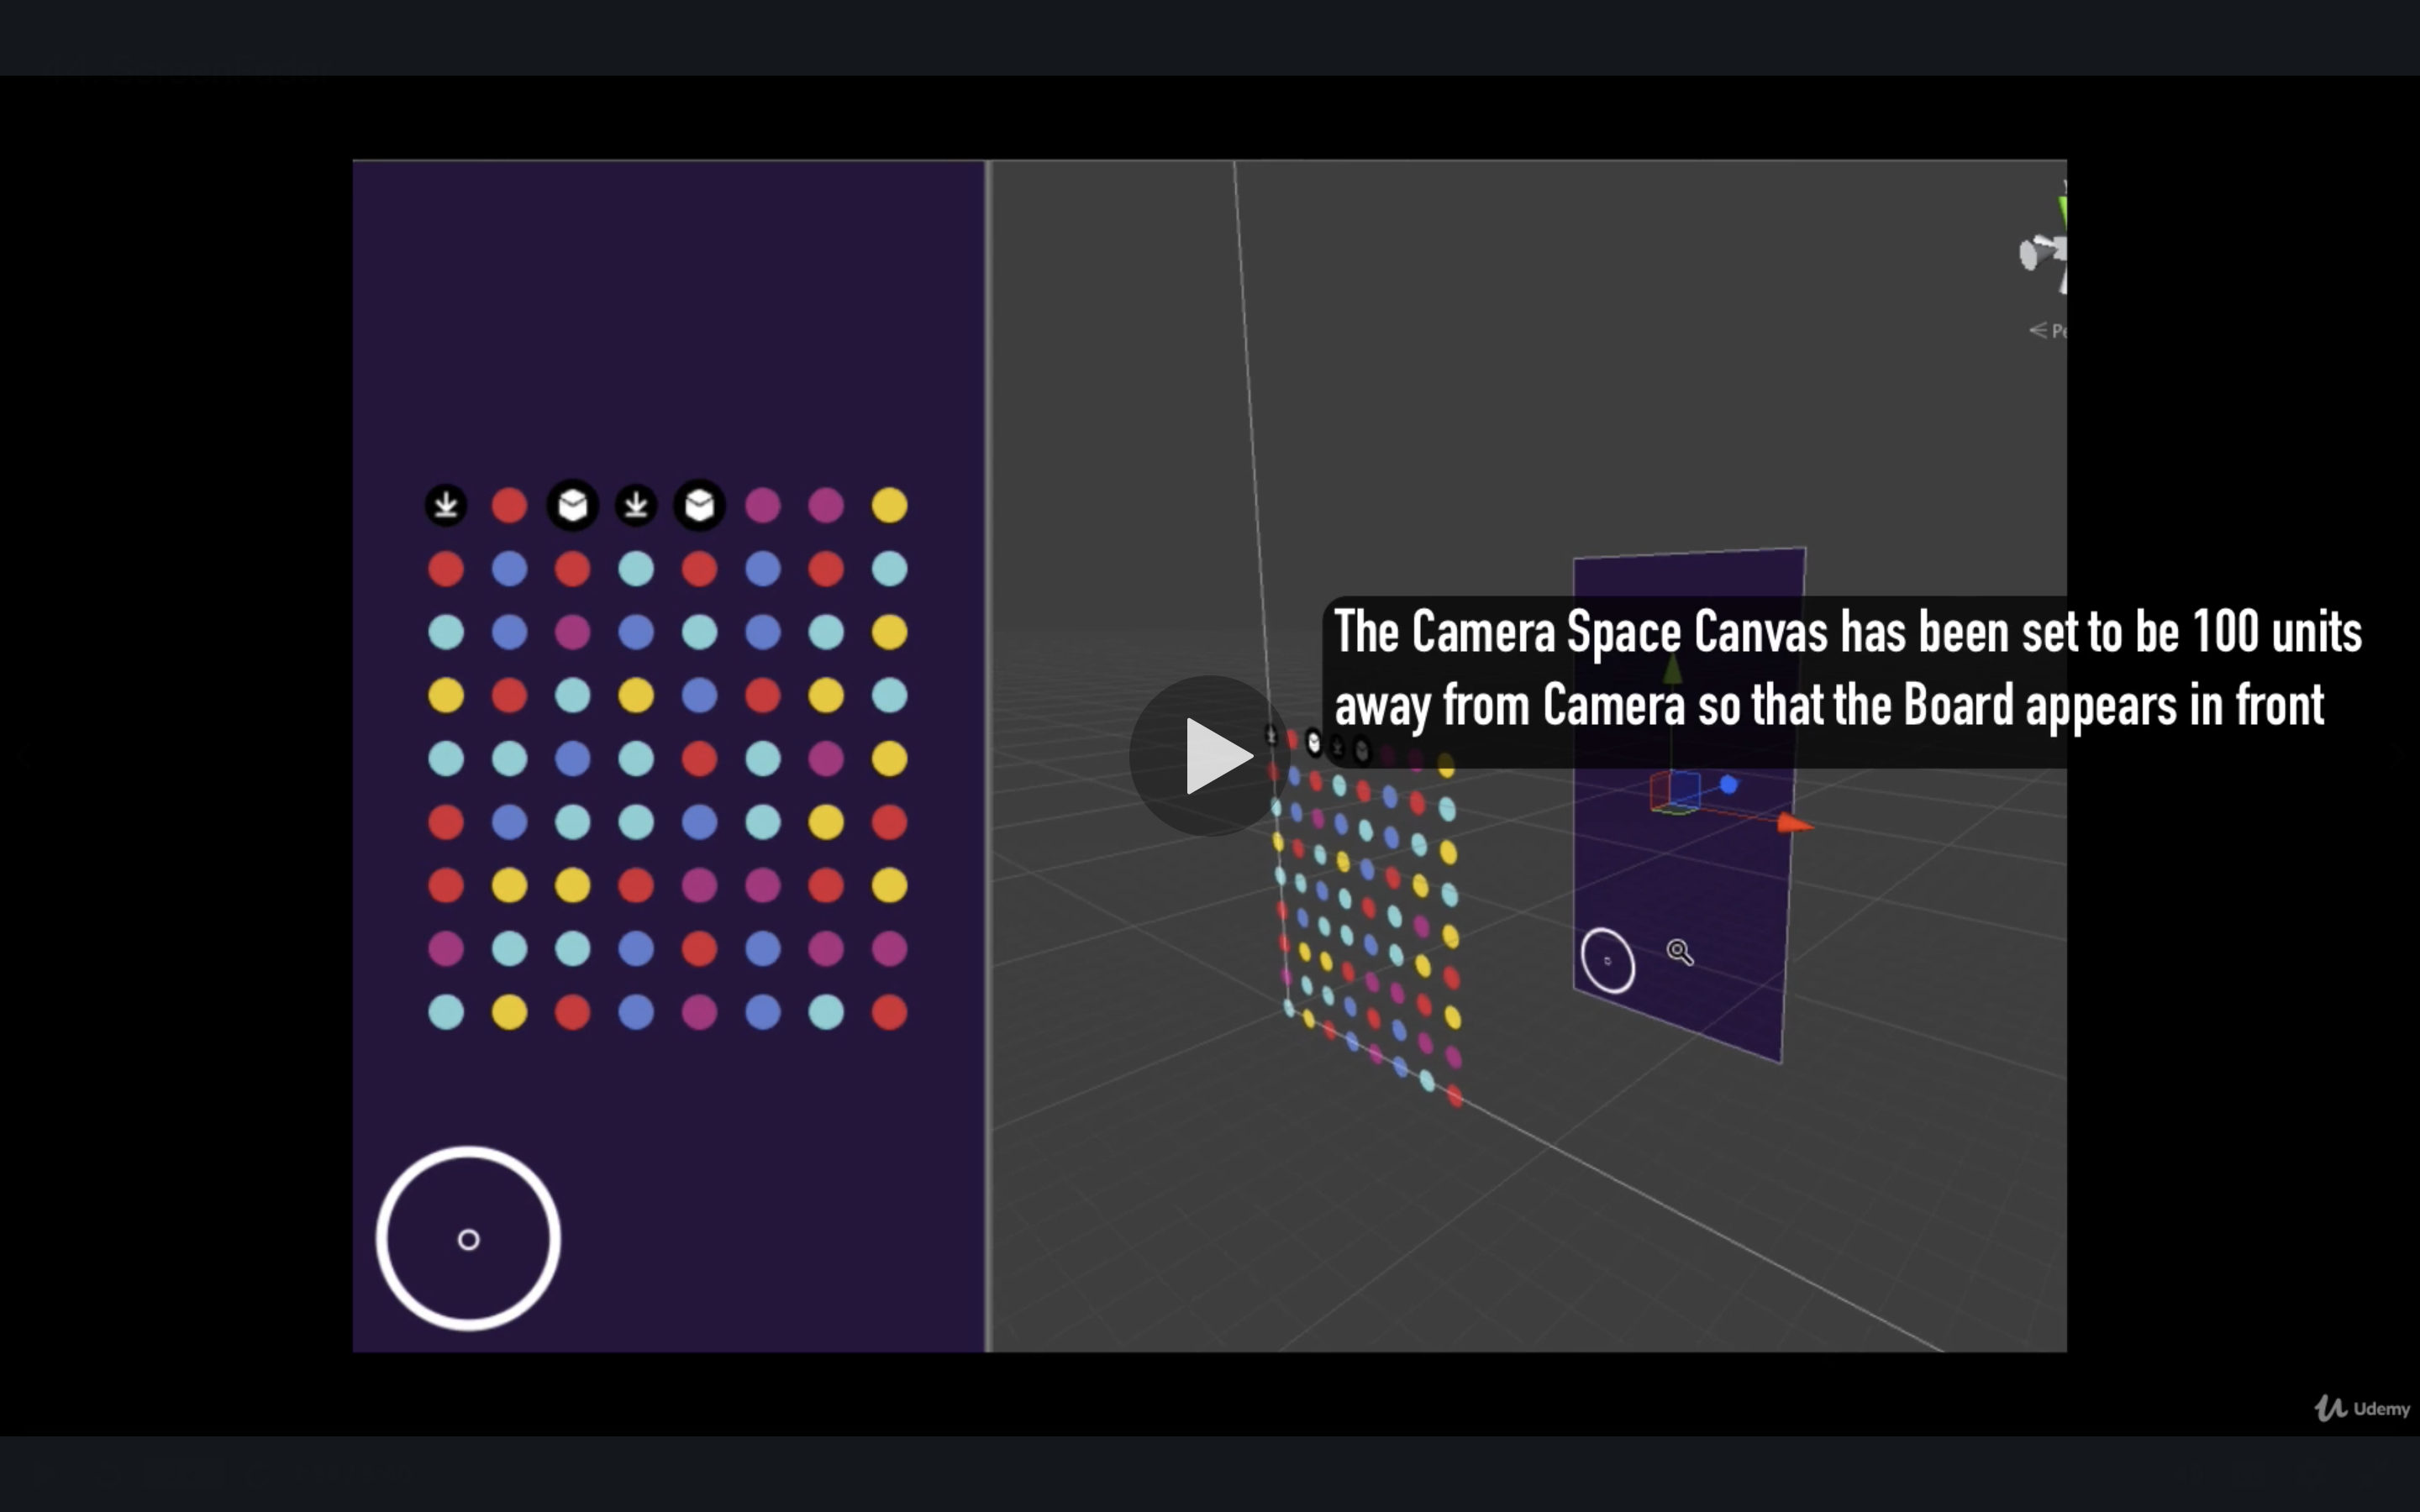 The Camera Space Canvas has been set to be 100 units
away from Camera so that the Board appears in front
Udemy